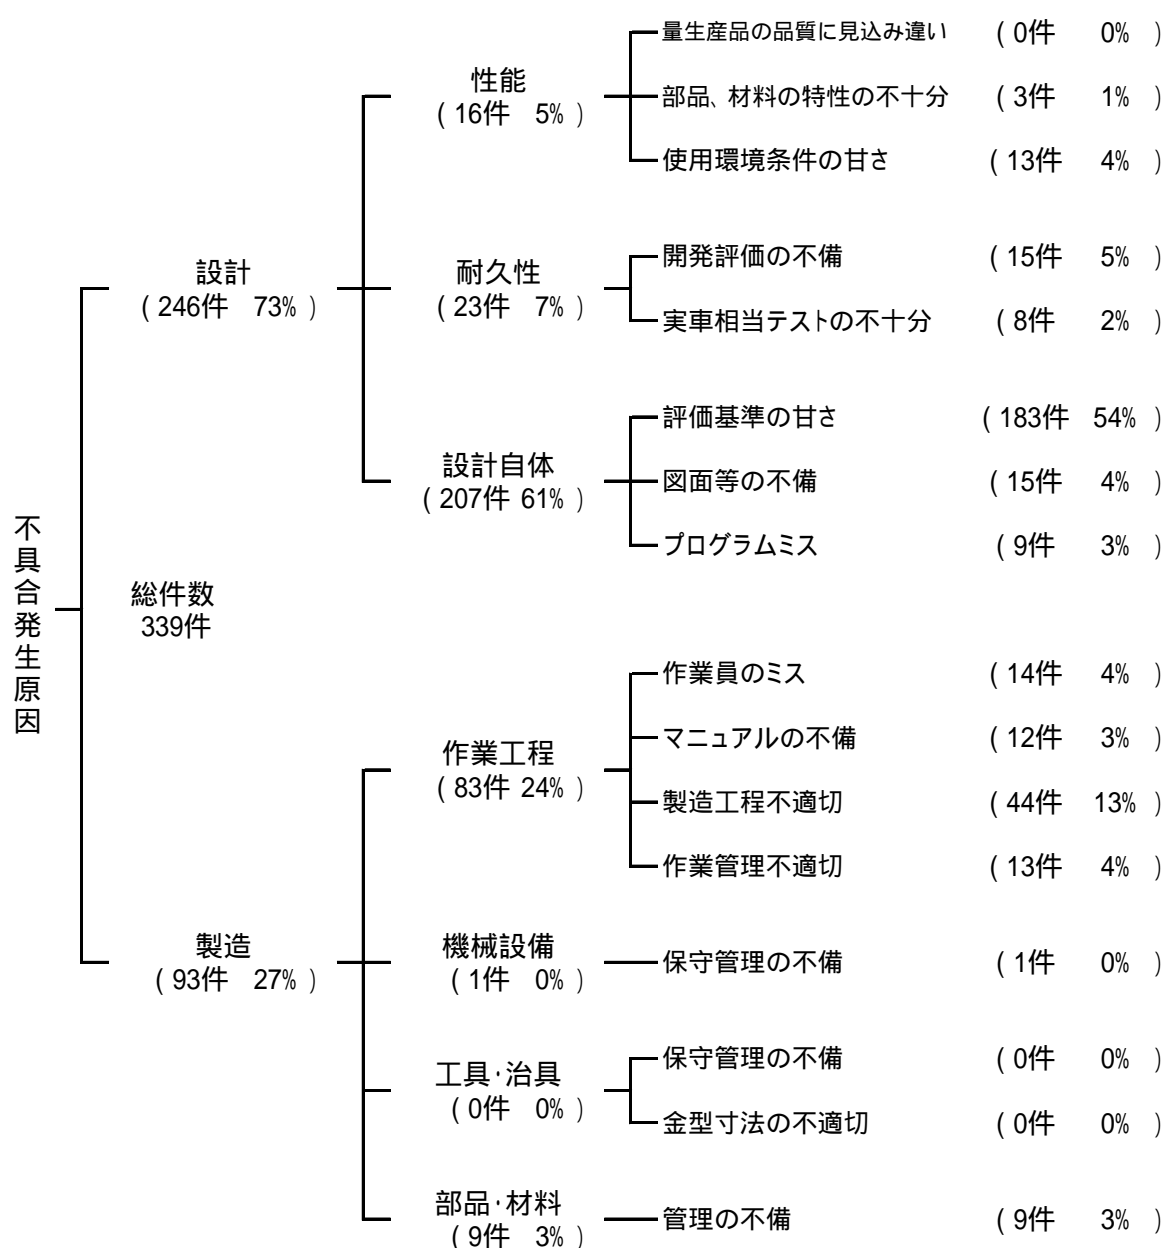 不具合発生原因
総件数
339件
設計
( 246件 73% )
性能
( 16件 5% )
量生産品の品質に見込み違い ( 0件 0% )
部品、材料の特性の不十分 ( 3件 1% )
使用環境条件の甘さ ( 13件 4% )
耐久性
( 23件 7% )
開発評価の不備 ( 15件 5% )
実車相当テストの不十分 ( 8件 2% )
設計自体
( 207件 61% )
評価基準の甘さ ( 183件 54% )
図面等の不備 ( 15件 4% )
プログラムミス ( 9件 3% )
製造
( 93件 27% )
作業工程
( 83件 24% )
作業員のミス ( 14件 4% )
マニュアルの不備 ( 12件 3% )
製造工程不適切 ( 44件 13% )
作業管理不適切 ( 13件 4% )
機械設備
( 1件 0% )
保守管理の不備 ( 1件 0% )
工具・治具
( 0件 0% )
保守管理の不備 ( 0件 0% )
金型寸法の不適切 ( 0件 0% )
部品・材料
( 9件 3% )
管理の不備 ( 9件 3% )